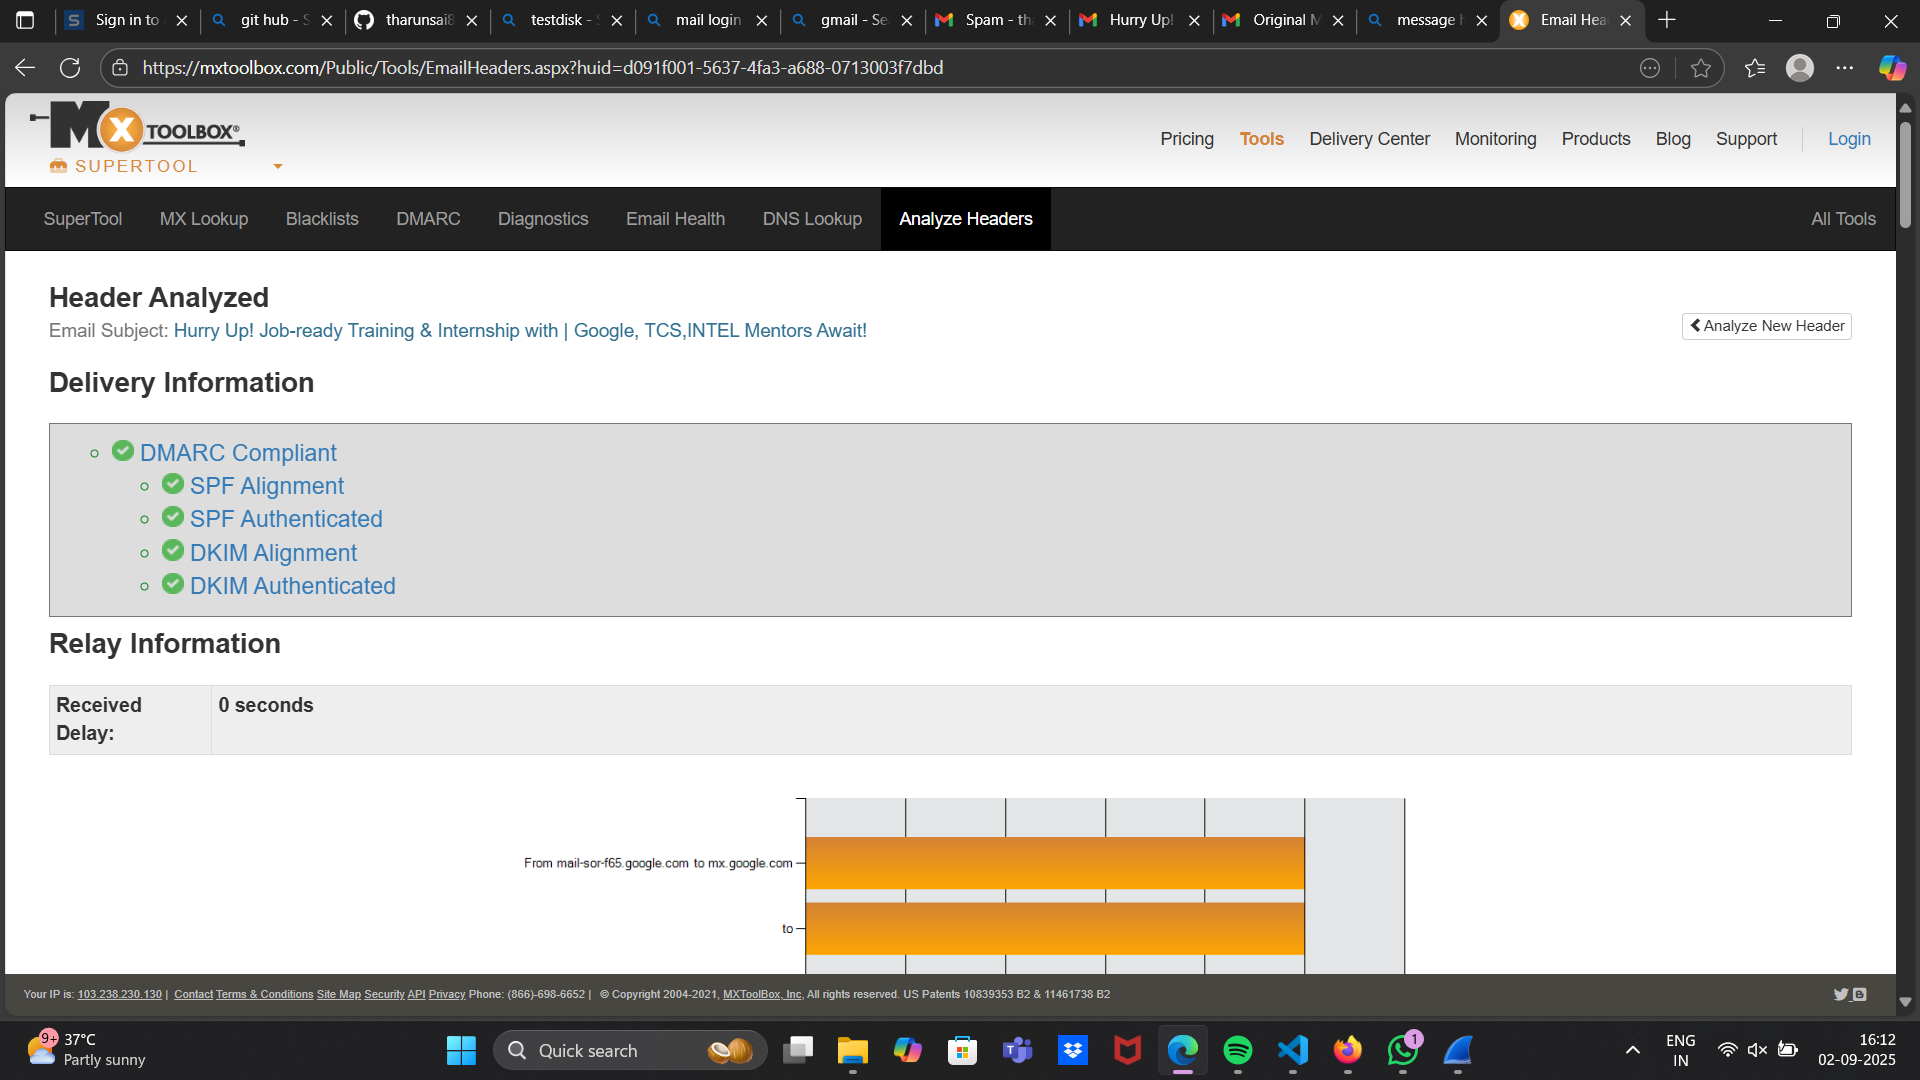 Sign in to
git hub - S
tharunsai8
testdisk - S
mail login
gmail - Sea
Spam - tha
Hurry Up!
Original M
message h
Email Head
https://mxtoolbox.com/Public/Tools/EmailHeaders.aspx?huid=d091f001-5637-4fa3-a688-0713003f7dbd
MX TOOLBOX®
SUPERTOOL
Pricing Tools Delivery Center Monitoring Products Blog Support Login
SuperTool MX Lookup Blacklists DMARC Diagnostics Email Health DNS Lookup Analyze Headers All Tools
Header Analyzed
Email Subject: Hurry Up! Job-ready Training & Internship with | Google, TCS,INTEL Mentors Await!
Analyze New Header
Delivery Information
DMARC Compliant
SPF Alignment
SPF Authenticated
DKIM Alignment
DKIM Authenticated
Relay Information
Received Delay:
0 seconds
From mail-sor-f65.google.com to mx.google.com
to
Your IP is: 103.238.230.130 | Contact Terms & Conditions Site Map Security API Privacy Phone: (866)-698-6652 | © Copyright 2004-2021, MXToolBox, Inc, All rights reserved. US Patents 10839353 B2 & 11461738 B2
9+
37°C
Partly sunny
Quick search
1
ENG
IN
16:12
02-09-2025